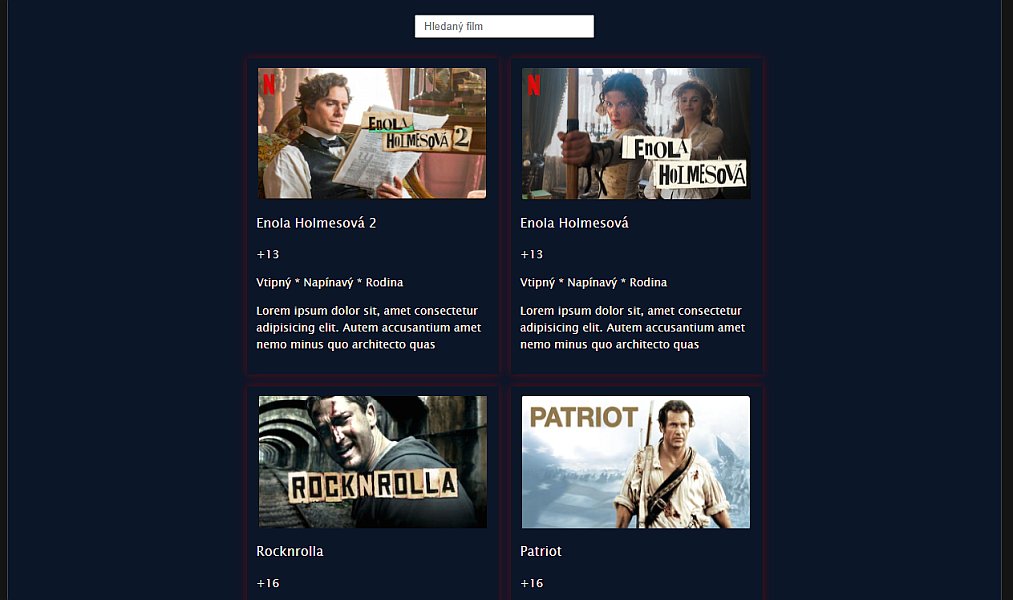 Hledaný film
N
ENOLA
HOLMESOVÁ 2
N
ENOLA
HOLMESOVÁ
Enola Holmesová 2
+13
Vtipný * Napínavý * Rodina
Lorem ipsum dolor sit, amet consectetur
adipisicing elit. Autem accusantium amet
nemo minus quo architecto quas
Enola Holmesová
+13
Vtipný * Napínavý * Rodina
Lorem ipsum dolor sit, amet consectetur
adipisicing elit. Autem accusantium amet
nemo minus quo architecto quas
ROCKNROLLA
PATRIOT
Rocknrolla
+16
Patriot
+16